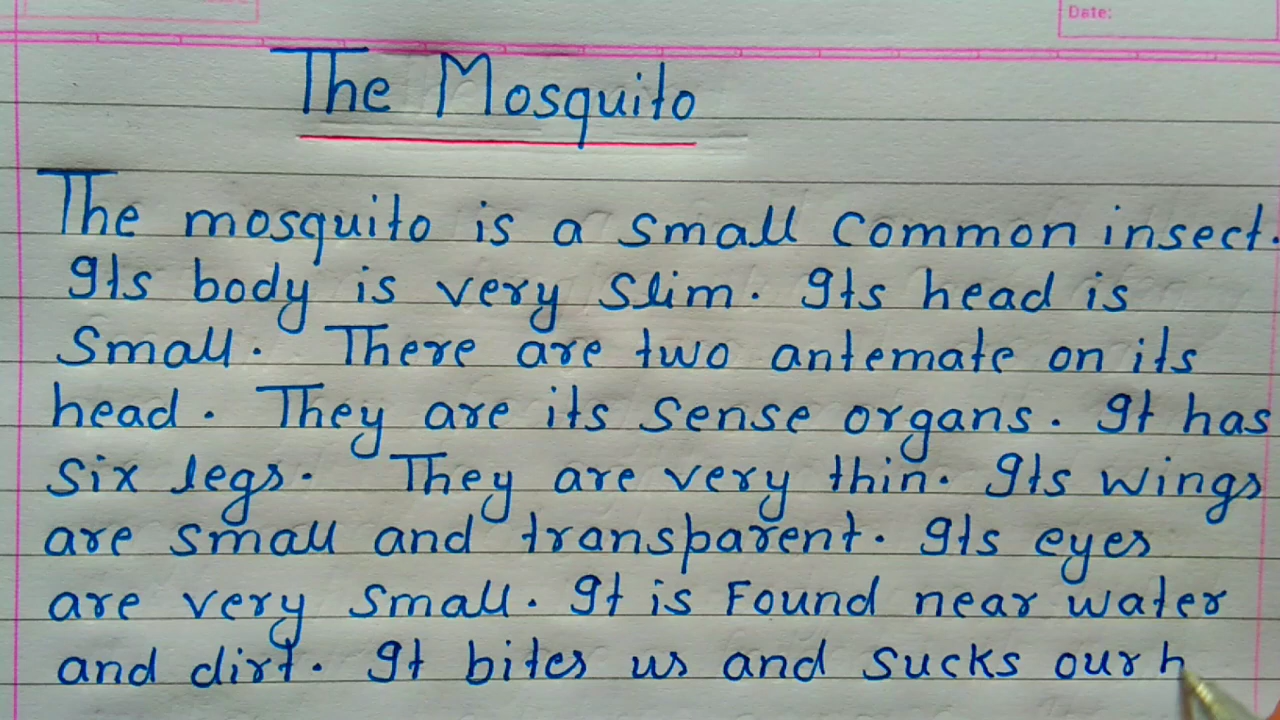 Date:
The Mosquito
The mosquito is a small common insect.
Its body is very slim. Its head is
small. There are two antemate on its
head. They are its sense organs. It has
six legs. They are very thin. Its wings
are small and transparent. Its eyes
are very small. It is Found near water
and dirt. It bites us and sucks our